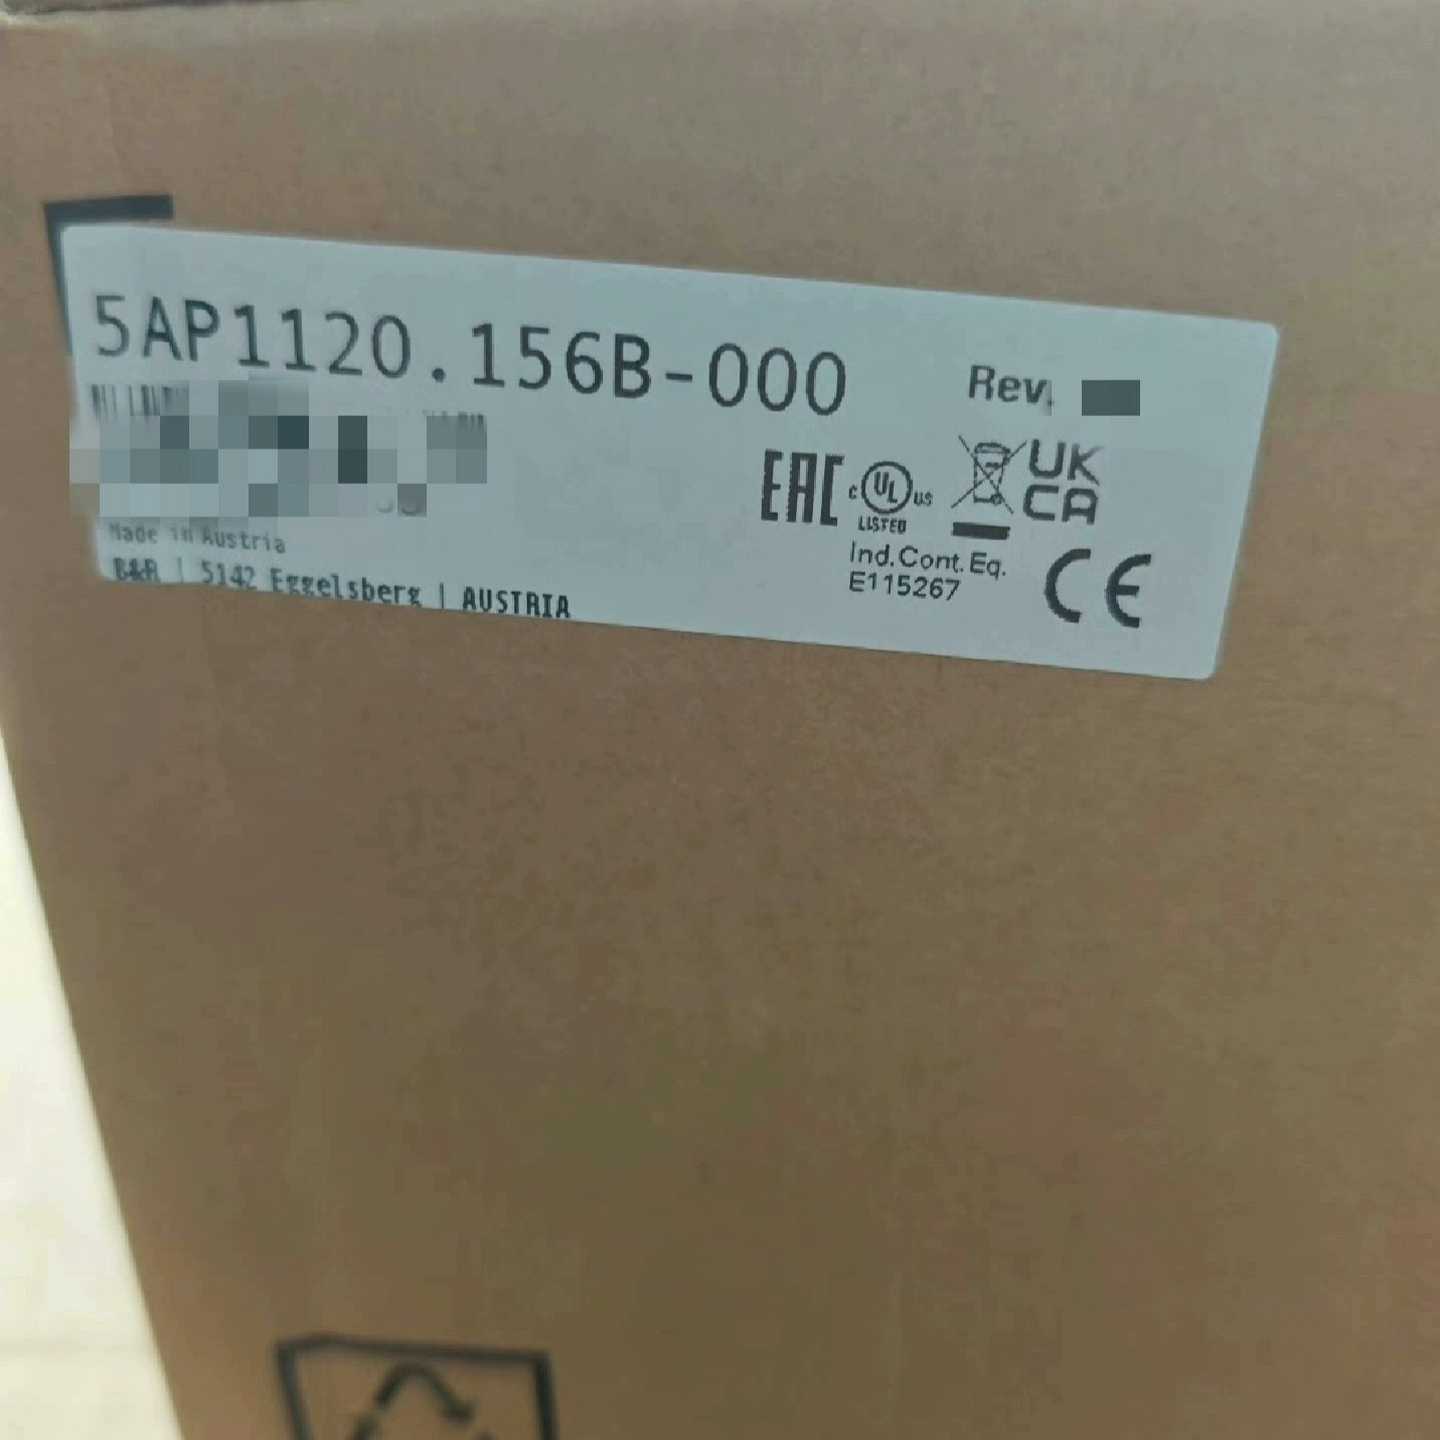 5AP1120.156B-000
Rev.
EAC
c UL us
LISTED
UK
CA
Ind.Cont.Eq.
E115267
CE
Made in Austria
B&R | 5142 Eggelsberg | AUSTRIA